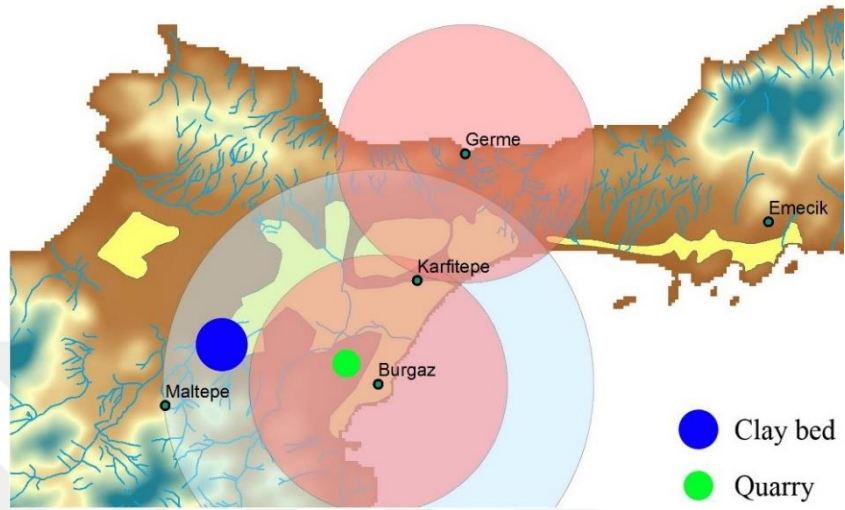 Germe
Emecik
Karfitepe
Burgaz
Maltepe
Clay bed
Quarry